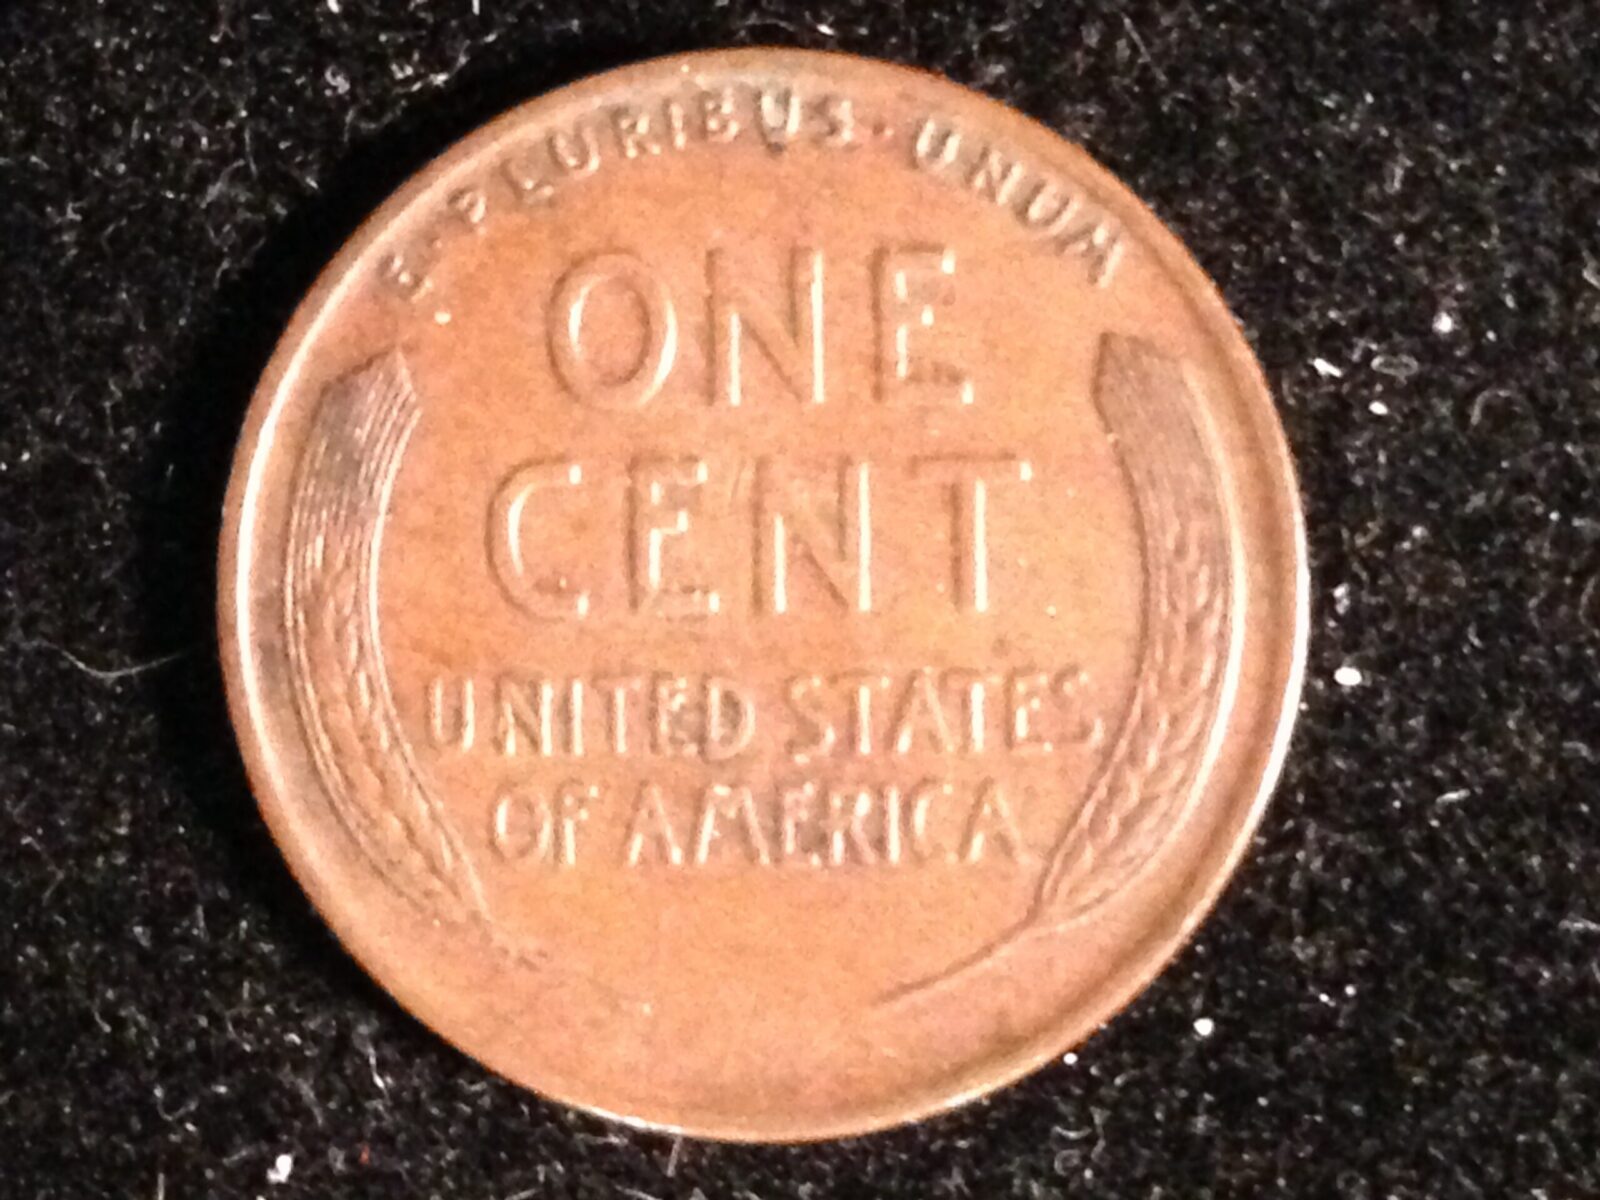 E·PLURIBUS·UNUM
ONE
CENT
UNITED STATES
OF AMERICA